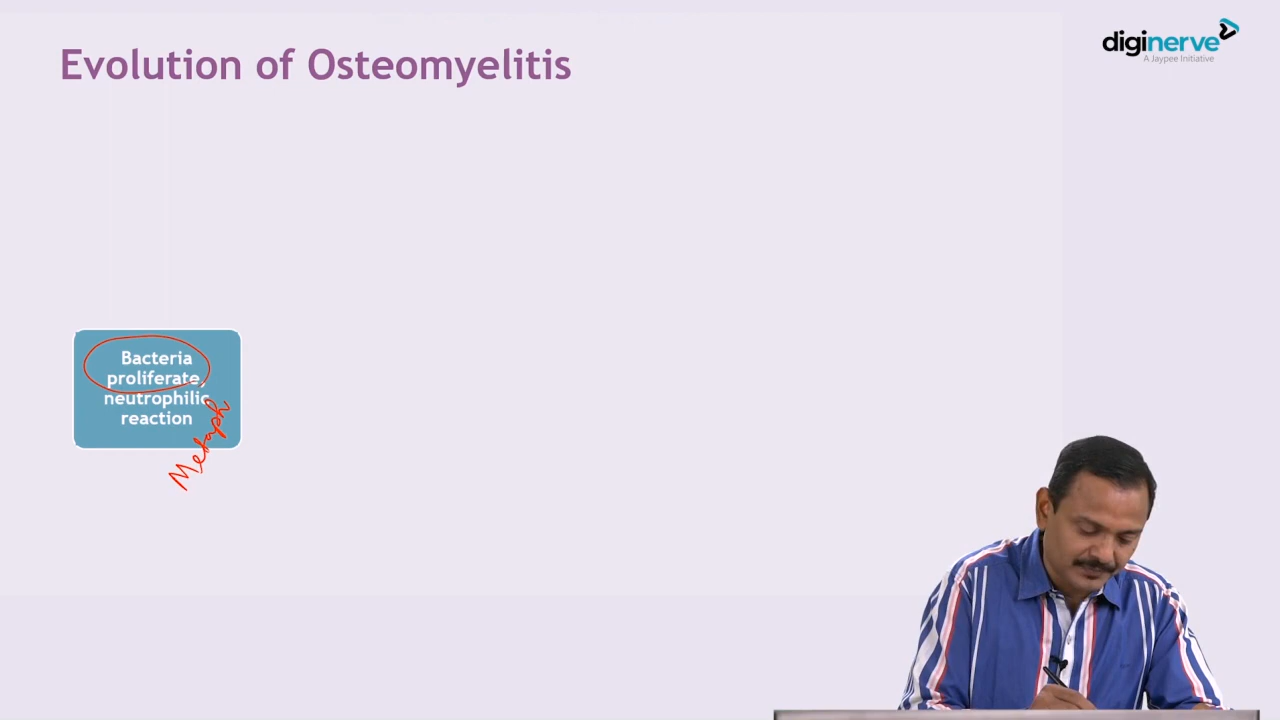 Evolution of Osteomyelitis
diginerve
A Jaypee Initiative
Bacteria
proliferate,
neutrophilic
reaction
Metaph